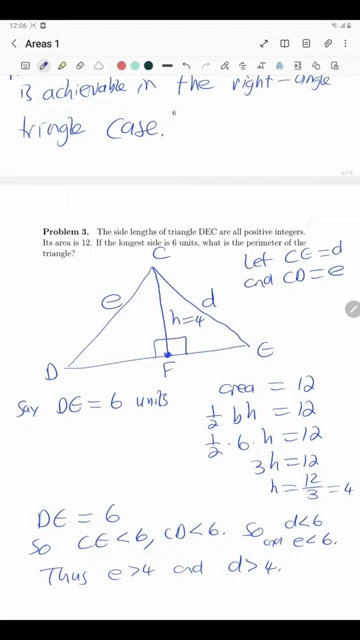 12:06
84%
Areas 1
is achievable in the right-angle
triangle case.
6
Problem 3. The side lengths of triangle DEC are all positive integers.
Its area is 12. If the longest side is 6 units, what is the perimeter of the
triangle?
Let CE = d
and CD = e
C
e
d
h = 4
D
F
E
Say DE = 6 units
area = 12
1/2 bh = 12
1/2 · 6 · h = 12
3h = 12
h = 12/3 = 4
DE = 6
So CE < 6, CD < 6. So d < 6
and e < 6.
Thus e > 4 and d > 4.